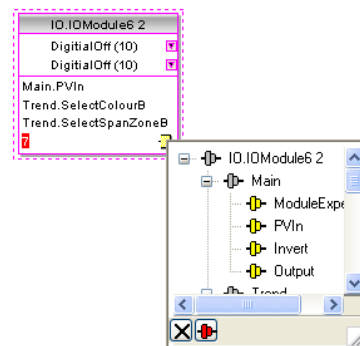 IO.IOModule6 2
DigitialOff (10)
DigitialOff (10)
Main.PVIn
Trend.SelectColourB
Trend.SelectSpanZoneB
7
IO.IOModule6 2
Main
ModuleExpe
PVIn
Invert
Output
Trend